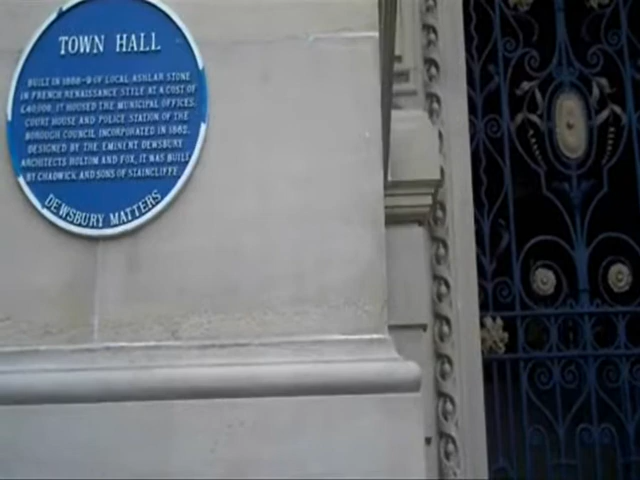 TOWN HALL
BUILT IN 1888-9 OF LOCAL ASHLAR STONE
IN FRENCH RENAISSANCE STYLE AT A COST OF
£40,000. IT HOUSED THE MUNICIPAL OFFICES,
COURT HOUSE AND POLICE STATION OF THE
BOROUGH COUNCIL INCORPORATED IN 1862.
DESIGNED BY THE EMINENT DEWSBURY
ARCHITECTS HOLTOM AND FOX, IT WAS BUILT
BY CHADWICK AND SONS OF STAINCLIFFE.
DEWSBURY MATTERS